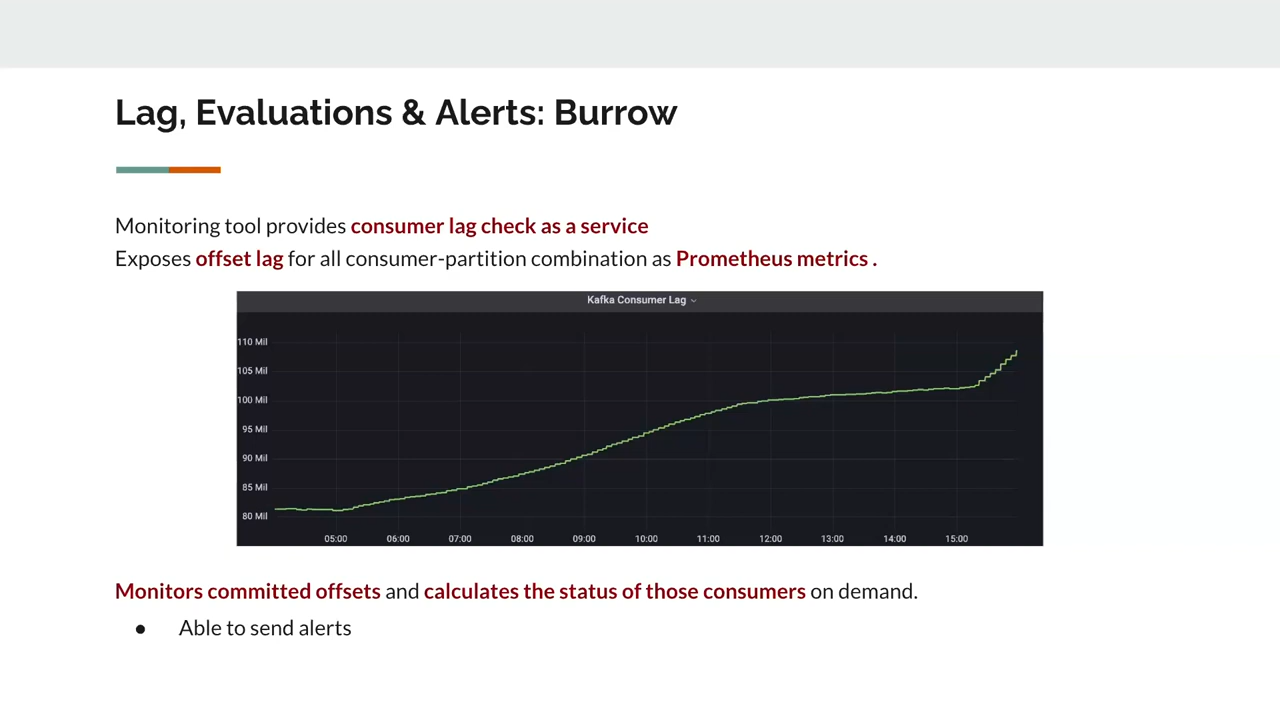 Lag, Evaluations & Alerts: Burrow
Monitoring tool provides consumer lag check as a service
Exposes offset lag for all consumer-partition combination as Prometheus metrics .
Kafka Consumer Lag
110 Mil
105 Mil
100 Mil
95 Mil
90 Mil
85 Mil
80 Mil
05:00 06:00 07:00 08:00 09:00 10:00 11:00 12:00 13:00 14:00 15:00
Monitors committed offsets and calculates the status of those consumers on demand.
● Able to send alerts